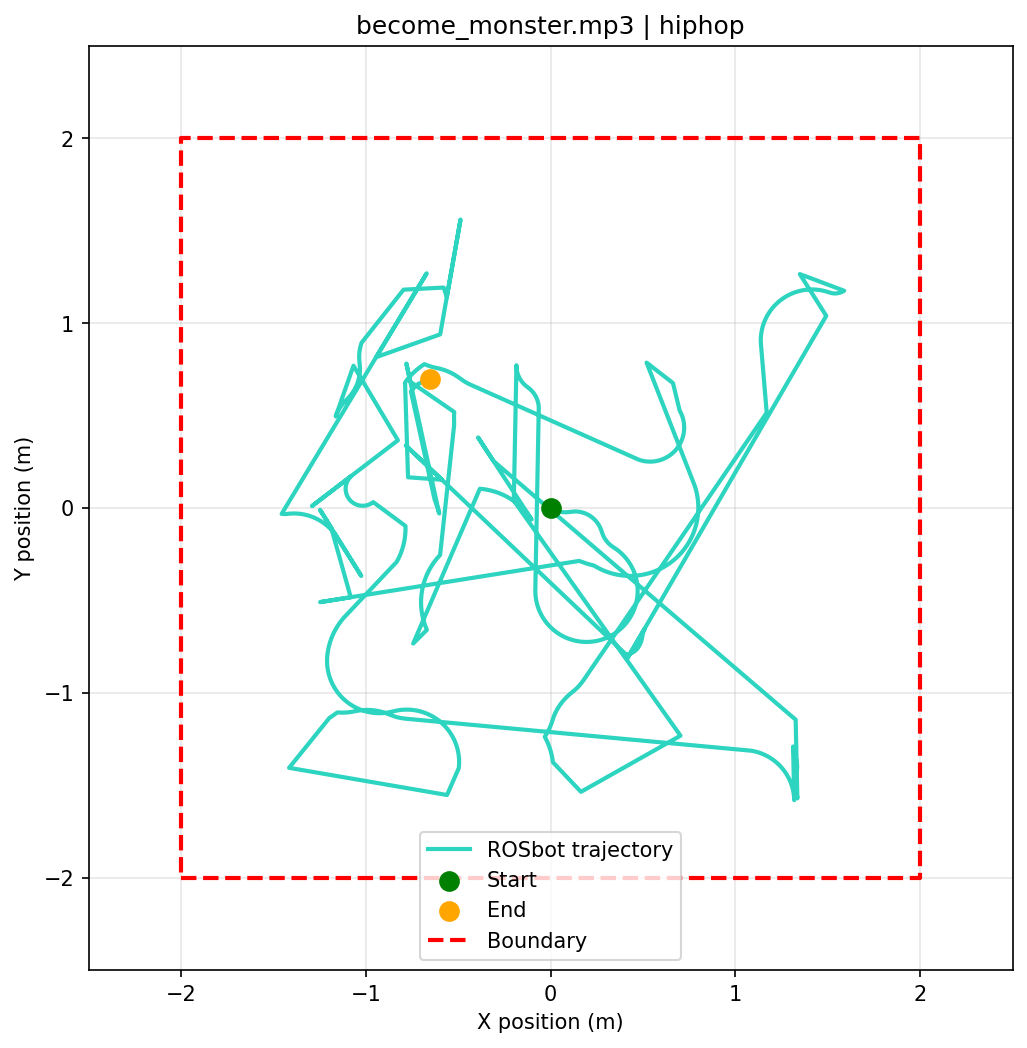 become_monster.mp3 | hiphop
Y position (m)
2
1
0
−1
−2
−2
−1
0
1
2
X position (m)
ROSbot trajectory
Start
End
Boundary